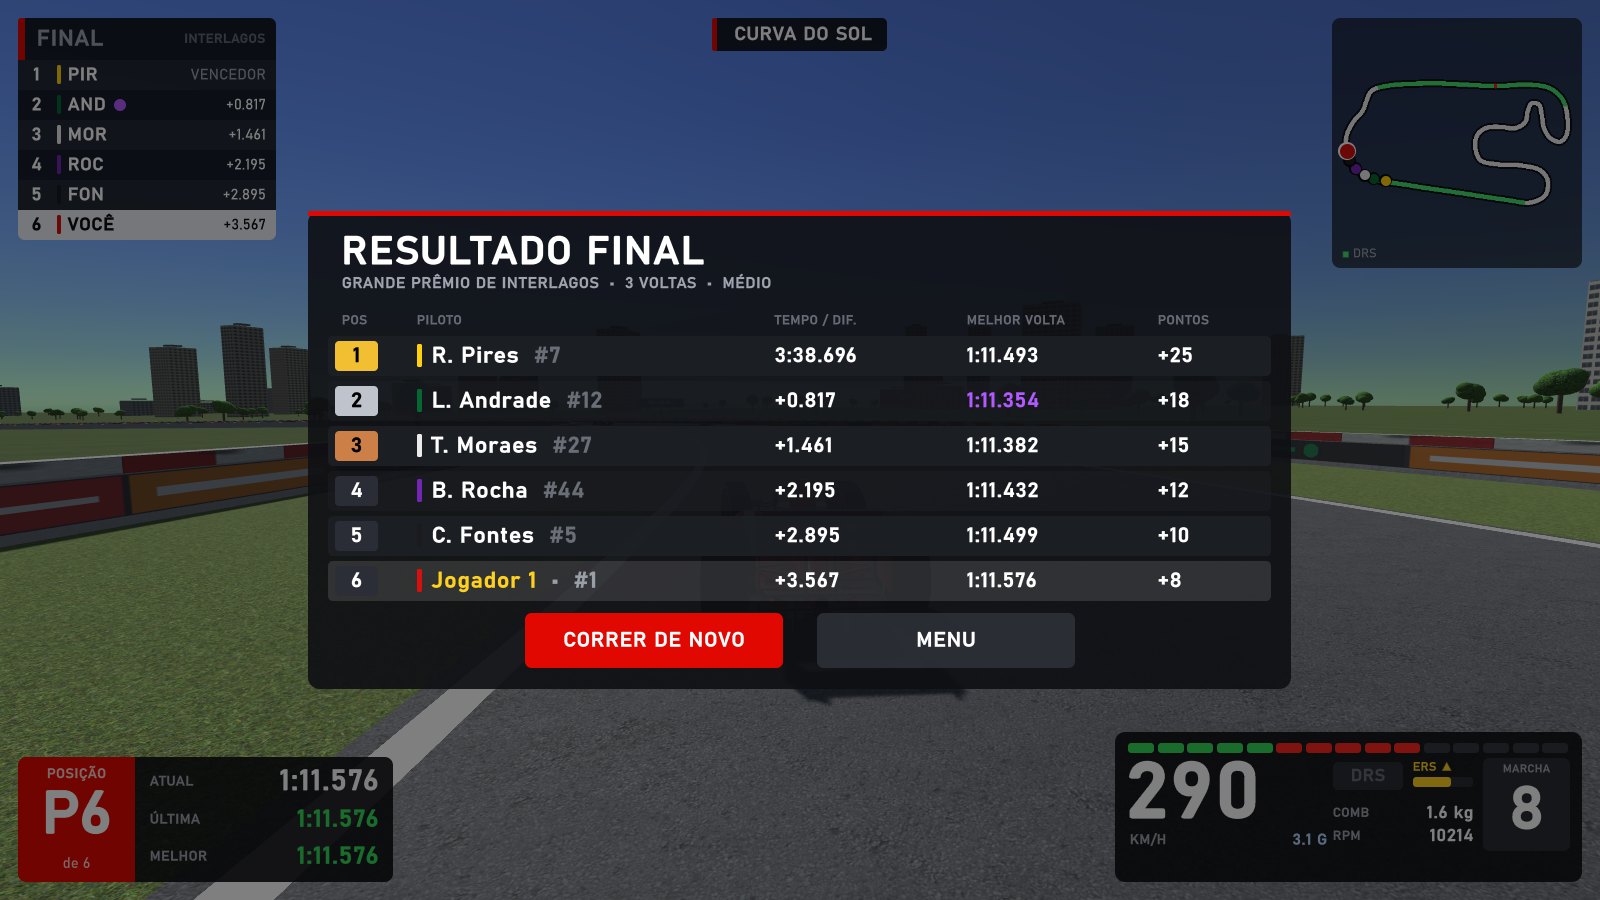 FINAL INTERLAGOS
1 PIR VENCEDOR
2 AND +0.817
3 MOR +1.461
4 ROC +2.195
5 FON +2.895
6 VOCÊ +3.567
CURVA DO SOL
DRS
RESULTADO FINAL
GRANDE PRÊMIO DE INTERLAGOS · 3 VOLTAS · MÉDIO
POS PILOTO TEMPO / DIF. MELHOR VOLTA PONTOS
1 R. Pires #7 3:38.696 1:11.493 +25
2 L. Andrade #12 +0.817 1:11.354 +18
3 T. Moraes #27 +1.461 1:11.382 +15
4 B. Rocha #44 +2.195 1:11.432 +12
5 C. Fontes #5 +2.895 1:11.499 +10
6 Jogador 1 · #1 +3.567 1:11.576 +8
CORRER DE NOVO MENU
POSIÇÃO
P6
de 6
ATUAL 1:11.576
ÚLTIMA 1:11.576
MELHOR 1:11.576
290
KM/H
3.1 G
DRS
ERS ▲
COMB 1.6 kg
RPM 10214
MARCHA
8